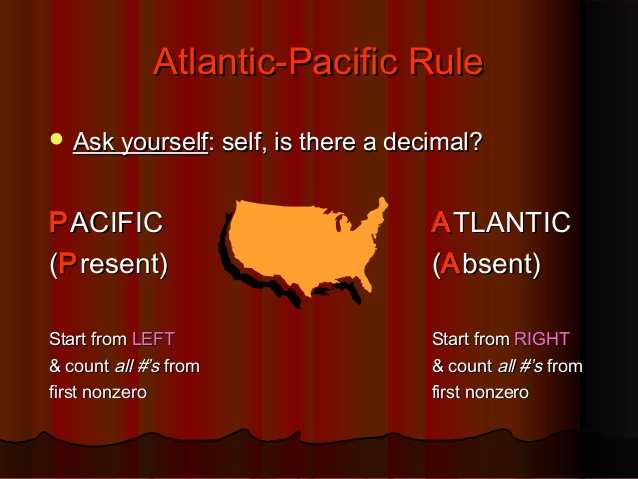 Atlantic-Pacific Rule
Ask yourself: self, is there a decimal?
PACIFIC
(Present)
Start from LEFT
& count all #'s from
first nonzero
ATLANTIC
(Absent)
Start from RIGHT
& count all #'s from
first nonzero